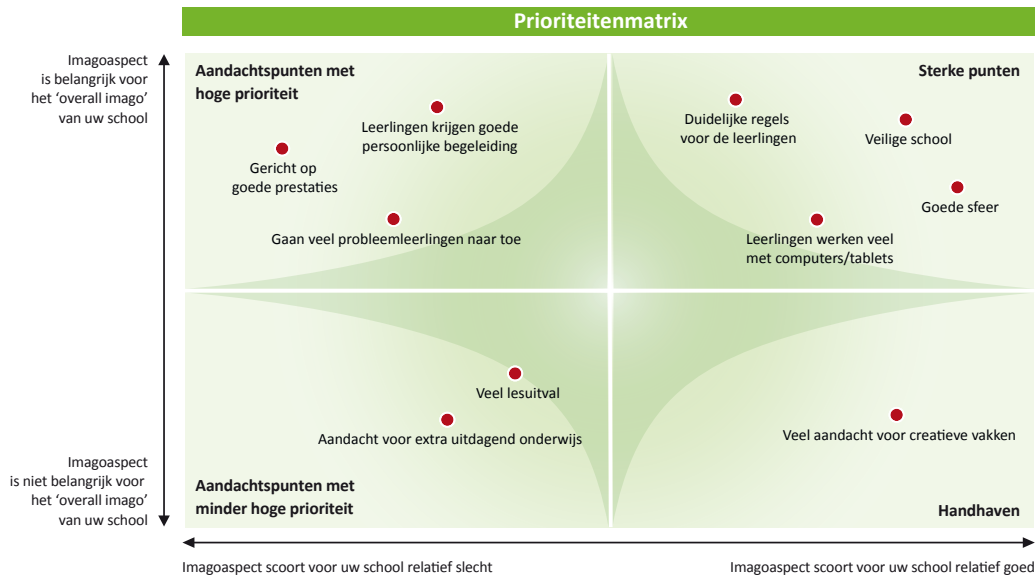 Prioriteitenmatrix
Imagoaspect
is belangrijk voor
het ‘overall imago’
van uw school
Aandachtspunten met
hoge prioriteit
Sterke punten
Leerlingen krijgen goede
persoonlijke begeleiding
Gericht op
goede prestaties
Gaan veel probleemleerlingen naar toe
Duidelijke regels
voor de leerlingen
Veilige school
Goede sfeer
Leerlingen werken veel
met computers/tablets
Veel lesuitval
Aandacht voor extra uitdagend onderwijs
Veel aandacht voor creatieve vakken
Imagoaspect
is niet belangrijk voor
het ‘overall imago’
van uw school
Aandachtspunten met
minder hoge prioriteit
Handhaven
Imagoaspect scoort voor uw school relatief slecht
Imagoaspect scoort voor uw school relatief goed